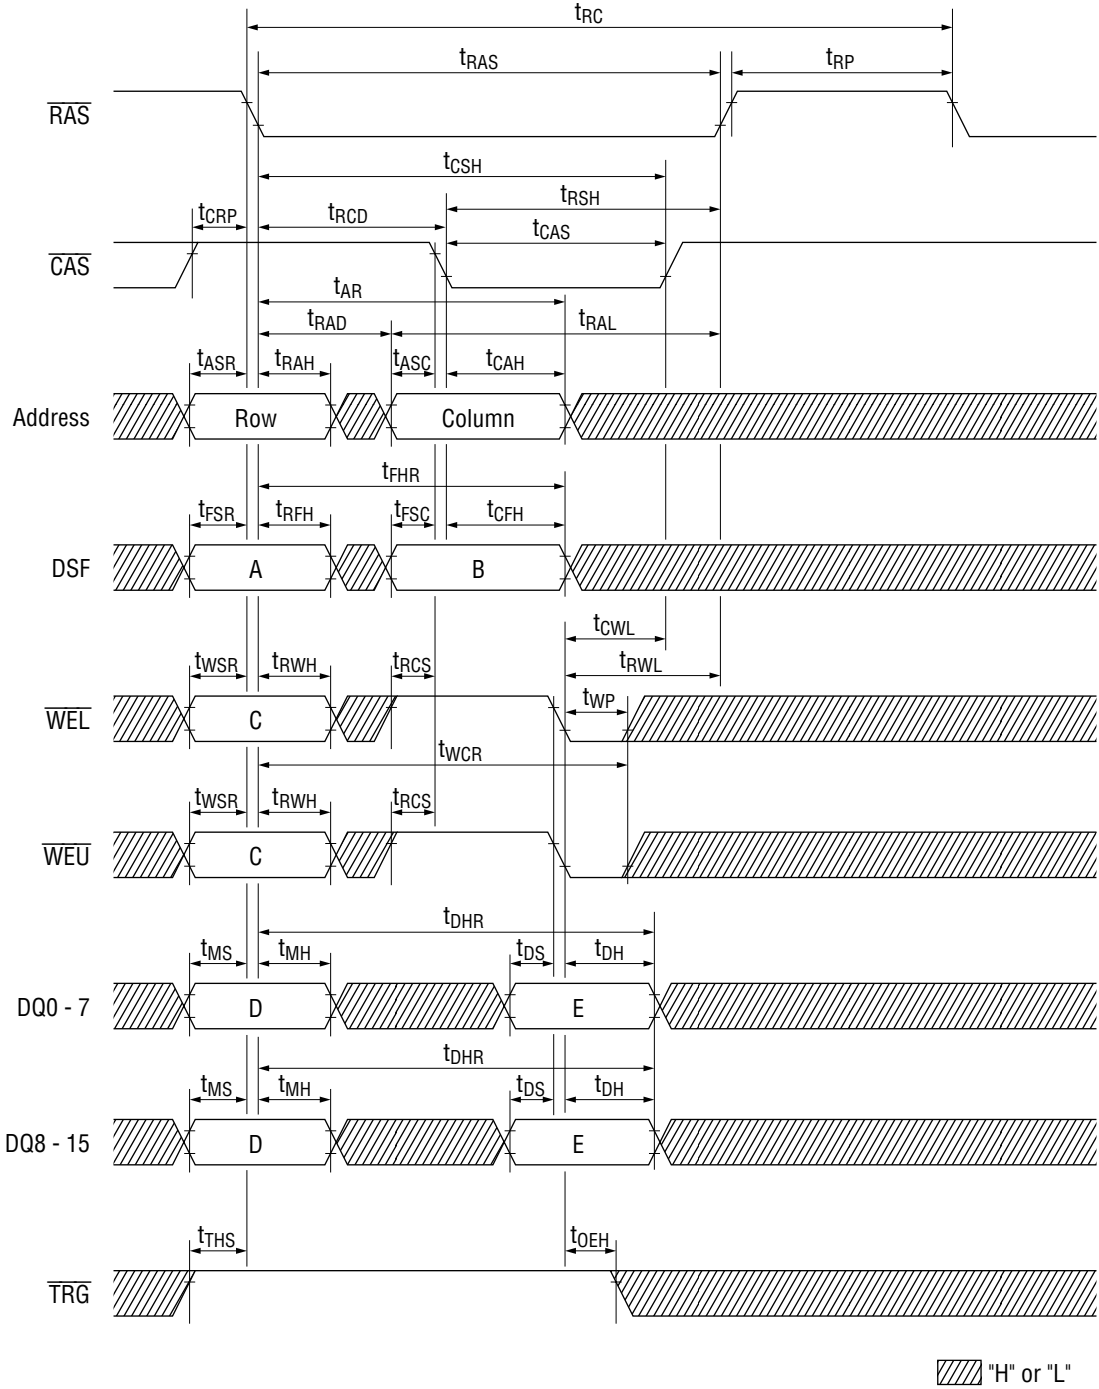 tRC
tRAS tRP
RAS
tCSH
tRSH
tCRP tRCD tCAS
CAS
tAR
tRAD tRAL
tASR tRAH tASC tCAH
Address Row Column
tFHR
tFSR tRFH tFSC tCFH
DSF A B
tCWL
tWSR tRWH tRCS tRWL
tWP
WEL C
tWCR
tWSR tRWH tRCS
WEU C
tDHR
tMS tMH tDS tDH
DQ0 - 7 D E
tDHR
tMS tMH tDS tDH
DQ8 - 15 D E
tTHS tOEH
TRG
"H" or "L"